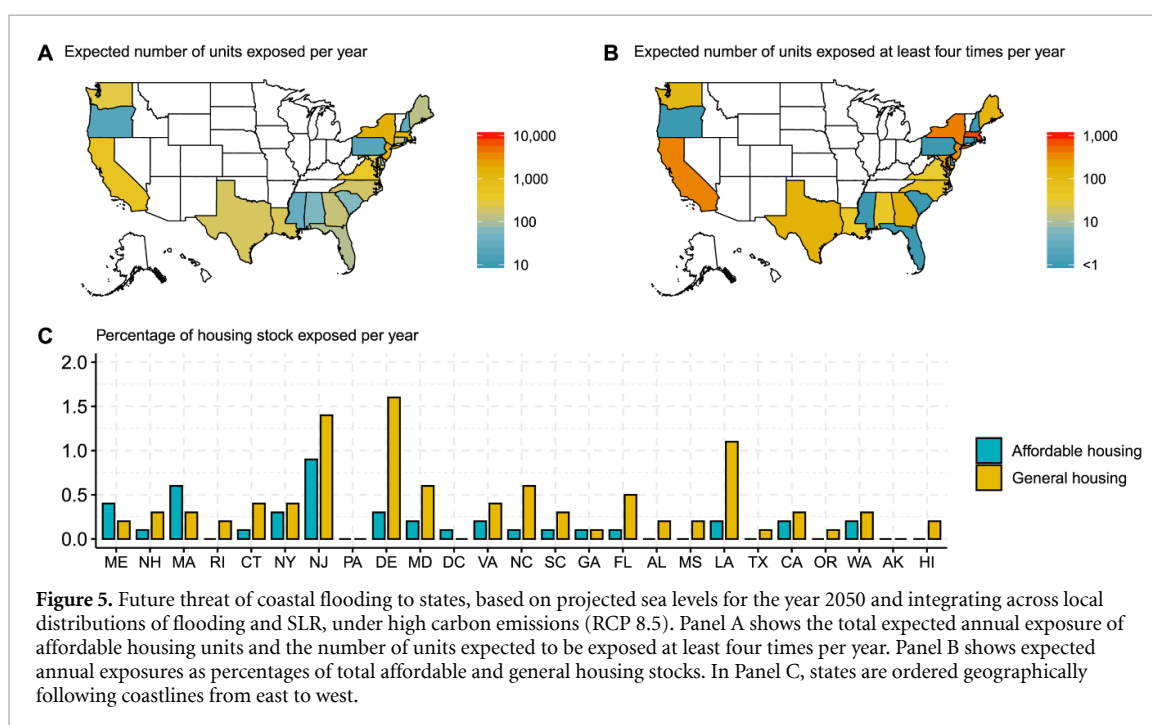 A Expected number of units exposed per year
B Expected number of units exposed at least four times per year
10,000
1,000
100
10
1,000
100
10
<1
C Percentage of housing stock exposed per year
2.0
1.5
1.0
0.5
0.0
ME NH MA RI CT NY NJ PA DE MD DC VA NC SC GA FL AL MS LA TX CA OR WA AK HI
Affordable housing
General housing
Figure 5. Future threat of coastal flooding to states, based on projected sea levels for the year 2050 and integrating across local
distributions of flooding and SLR, under high carbon emissions (RCP 8.5). Panel A shows the total expected annual exposure of
affordable housing units and the number of units expected to be exposed at least four times per year. Panel B shows expected
annual exposures as percentages of total affordable and general housing stocks. In Panel C, states are ordered geographically
following coastlines from east to west.